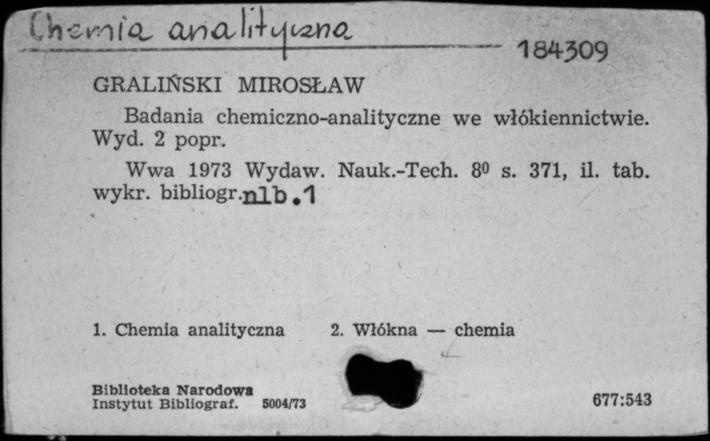 Chemia analityczna
184309
GRALIŃSKI MIROSŁAW
Badania chemiczno-analityczne we włókiennictwie.
Wyd. 2 popr.
Wwa 1973 Wydaw. Nauk.-Tech. 8⁰ s. 371, il. tab.
wykr. bibliogr.nlb.1
1. Chemia analityczna 2. Włókna — chemia
Biblioteka Narodowa
Instytut Bibliograf. 5004/73 677:543